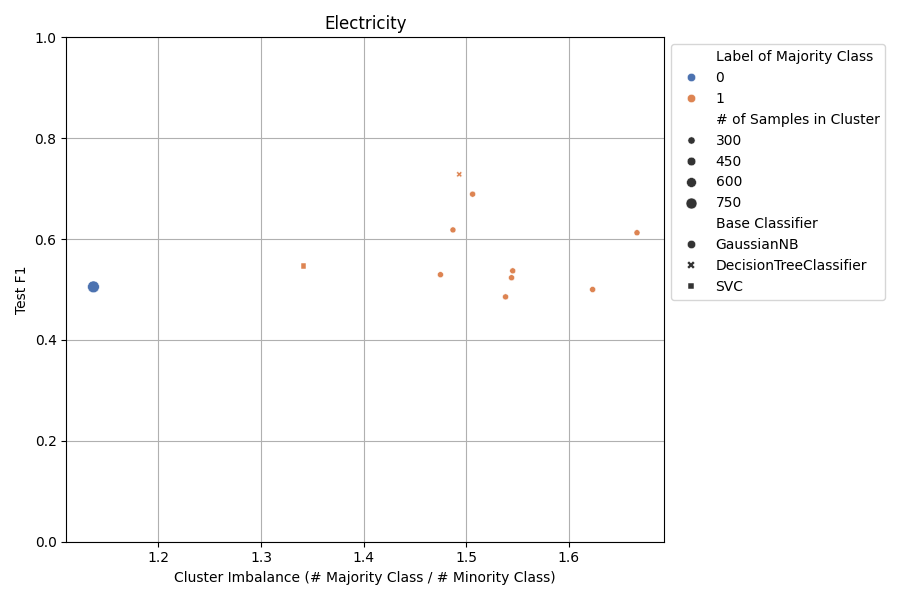 Electricity
Test F1
1.0
0.8
0.6
0.4
0.2
0.0
1.2
1.3
1.4
1.5
1.6
Cluster Imbalance (# Majority Class / # Minority Class)
Label of Majority Class
0
1
# of Samples in Cluster
300
450
600
750
Base Classifier
GaussianNB
DecisionTreeClassifier
SVC